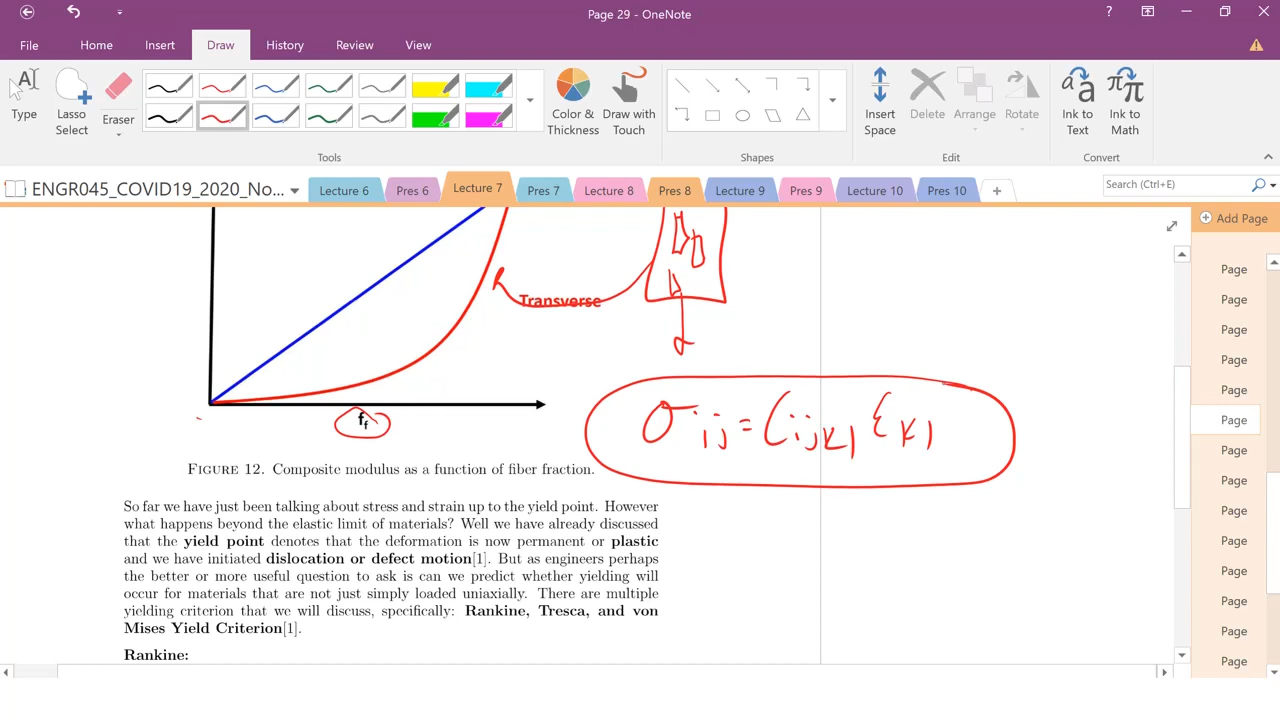 Page 29 - OneNote
File Home Insert Draw History Review View
Type
Lasso Select
Eraser
Color & Thickness
Draw with Touch
Insert Space
Delete
Arrange
Rotate
Ink to Text
Ink to Math
Tools
Shapes
Edit
Convert
ENGR045_COVID19_2020_No...
Lecture 6
Pres 6
Lecture 7
Pres 7
Lecture 8
Pres 8
Lecture 9
Pres 9
Lecture 10
Pres 10
Search (Ctrl+E)
Add Page
Page
Page
Page
Page
Page
Page
Page
Page
Page
Page
Page
Page
Page
Page
Transverse
σij = Cijkl εkl
ff
FIGURE 12. Composite modulus as a function of fiber fraction.
So far we have just been talking about stress and strain up to the yield point. However
what happens beyond the elastic limit of materials? Well we have already discussed
that the yield point denotes that the deformation is now permanent or plastic
and we have initiated dislocation or defect motion[1]. But as engineers perhaps
the better or more useful question to ask is can we predict whether yielding will
occur for materials that are not just simply loaded uniaxially. There are multiple
yielding criterion that we will discuss, specifically: Rankine, Tresca, and von
Mises Yield Criterion[1].
Rankine: